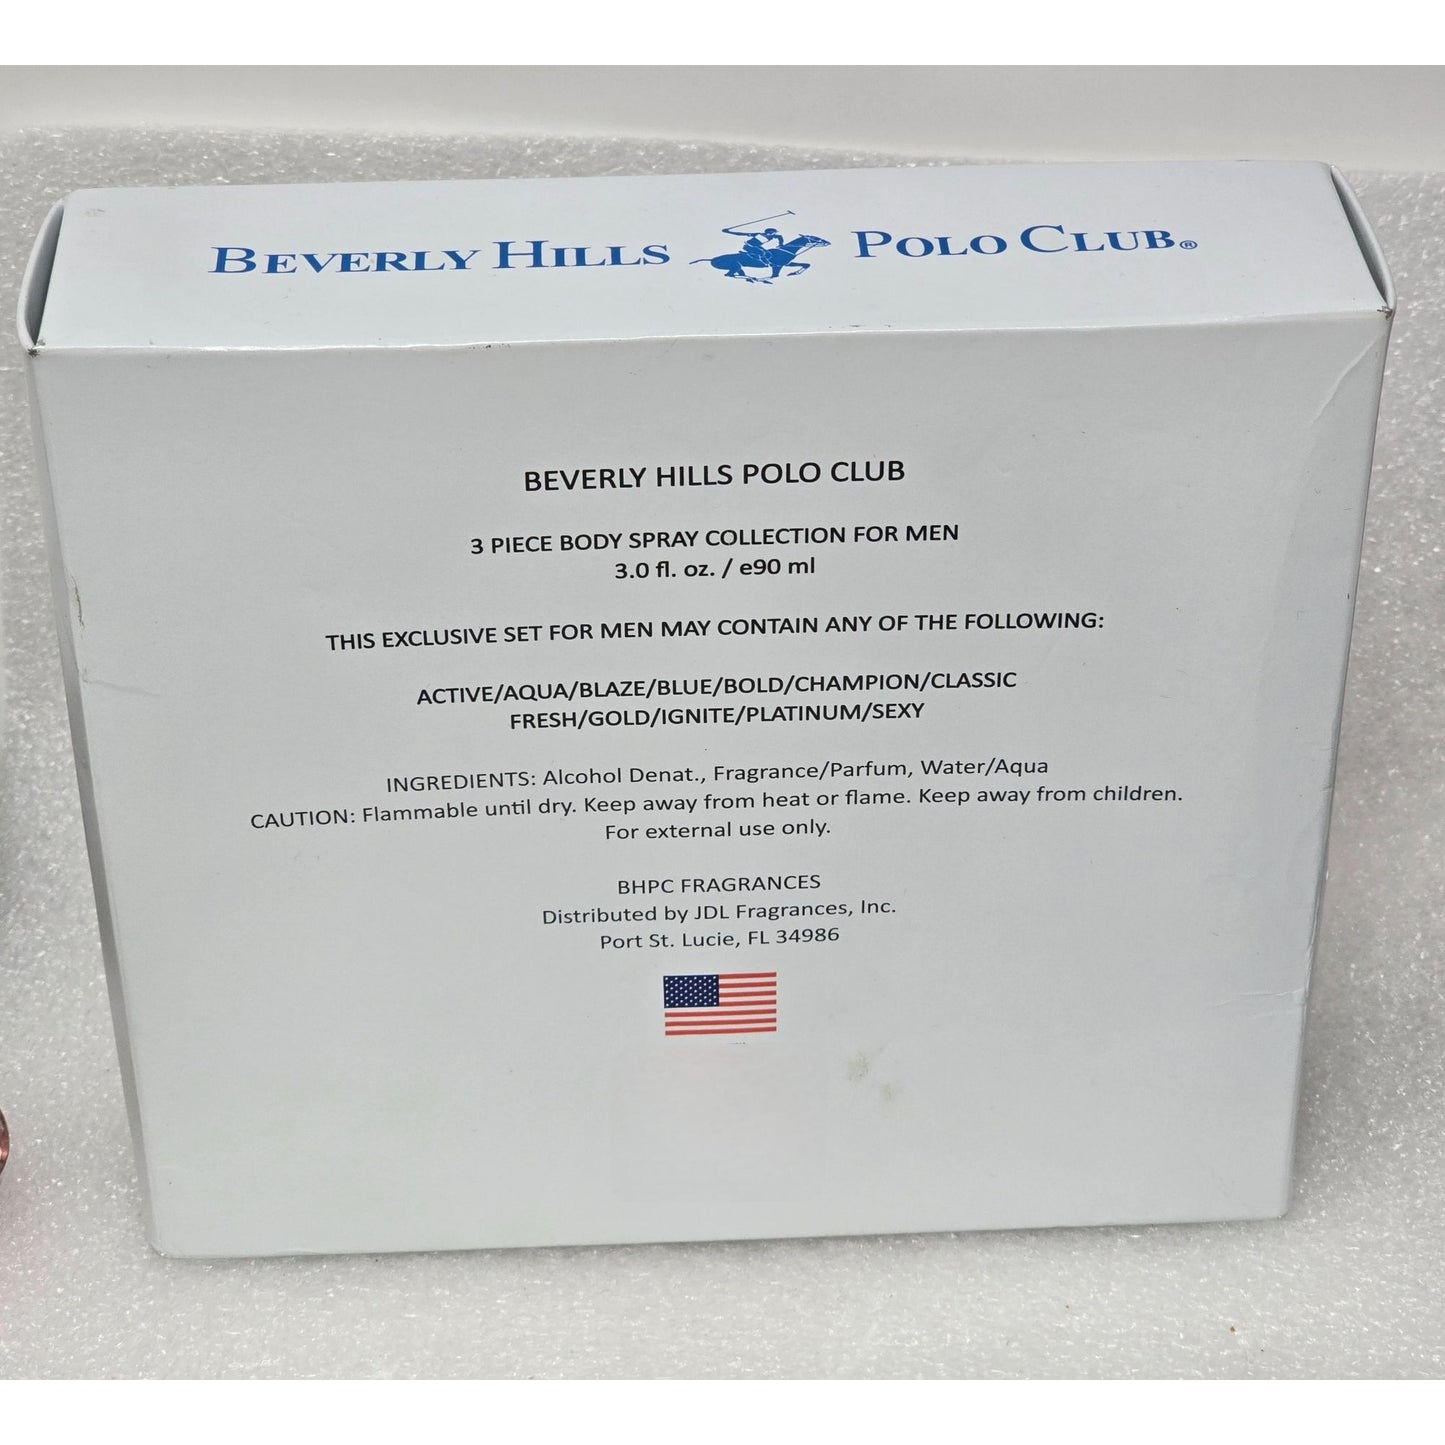 BEVERLY HILLS POLO CLUB®
BEVERLY HILLS POLO CLUB
3 PIECE BODY SPRAY COLLECTION FOR MEN
3.0 fl. oz. / e90 ml
THIS EXCLUSIVE SET FOR MEN MAY CONTAIN ANY OF THE FOLLOWING:
ACTIVE/AQUA/BLAZE/BLUE/BOLD/CHAMPION/CLASSIC
FRESH/GOLD/IGNITE/PLATINUM/SEXY
INGREDIENTS: Alcohol Denat., Fragrance/Parfum, Water/Aqua
CAUTION: Flammable until dry. Keep away from heat or flame. Keep away from children.
For external use only.
BHPC FRAGRANCES
Distributed by JDL Fragrances, Inc.
Port St. Lucie, FL 34986